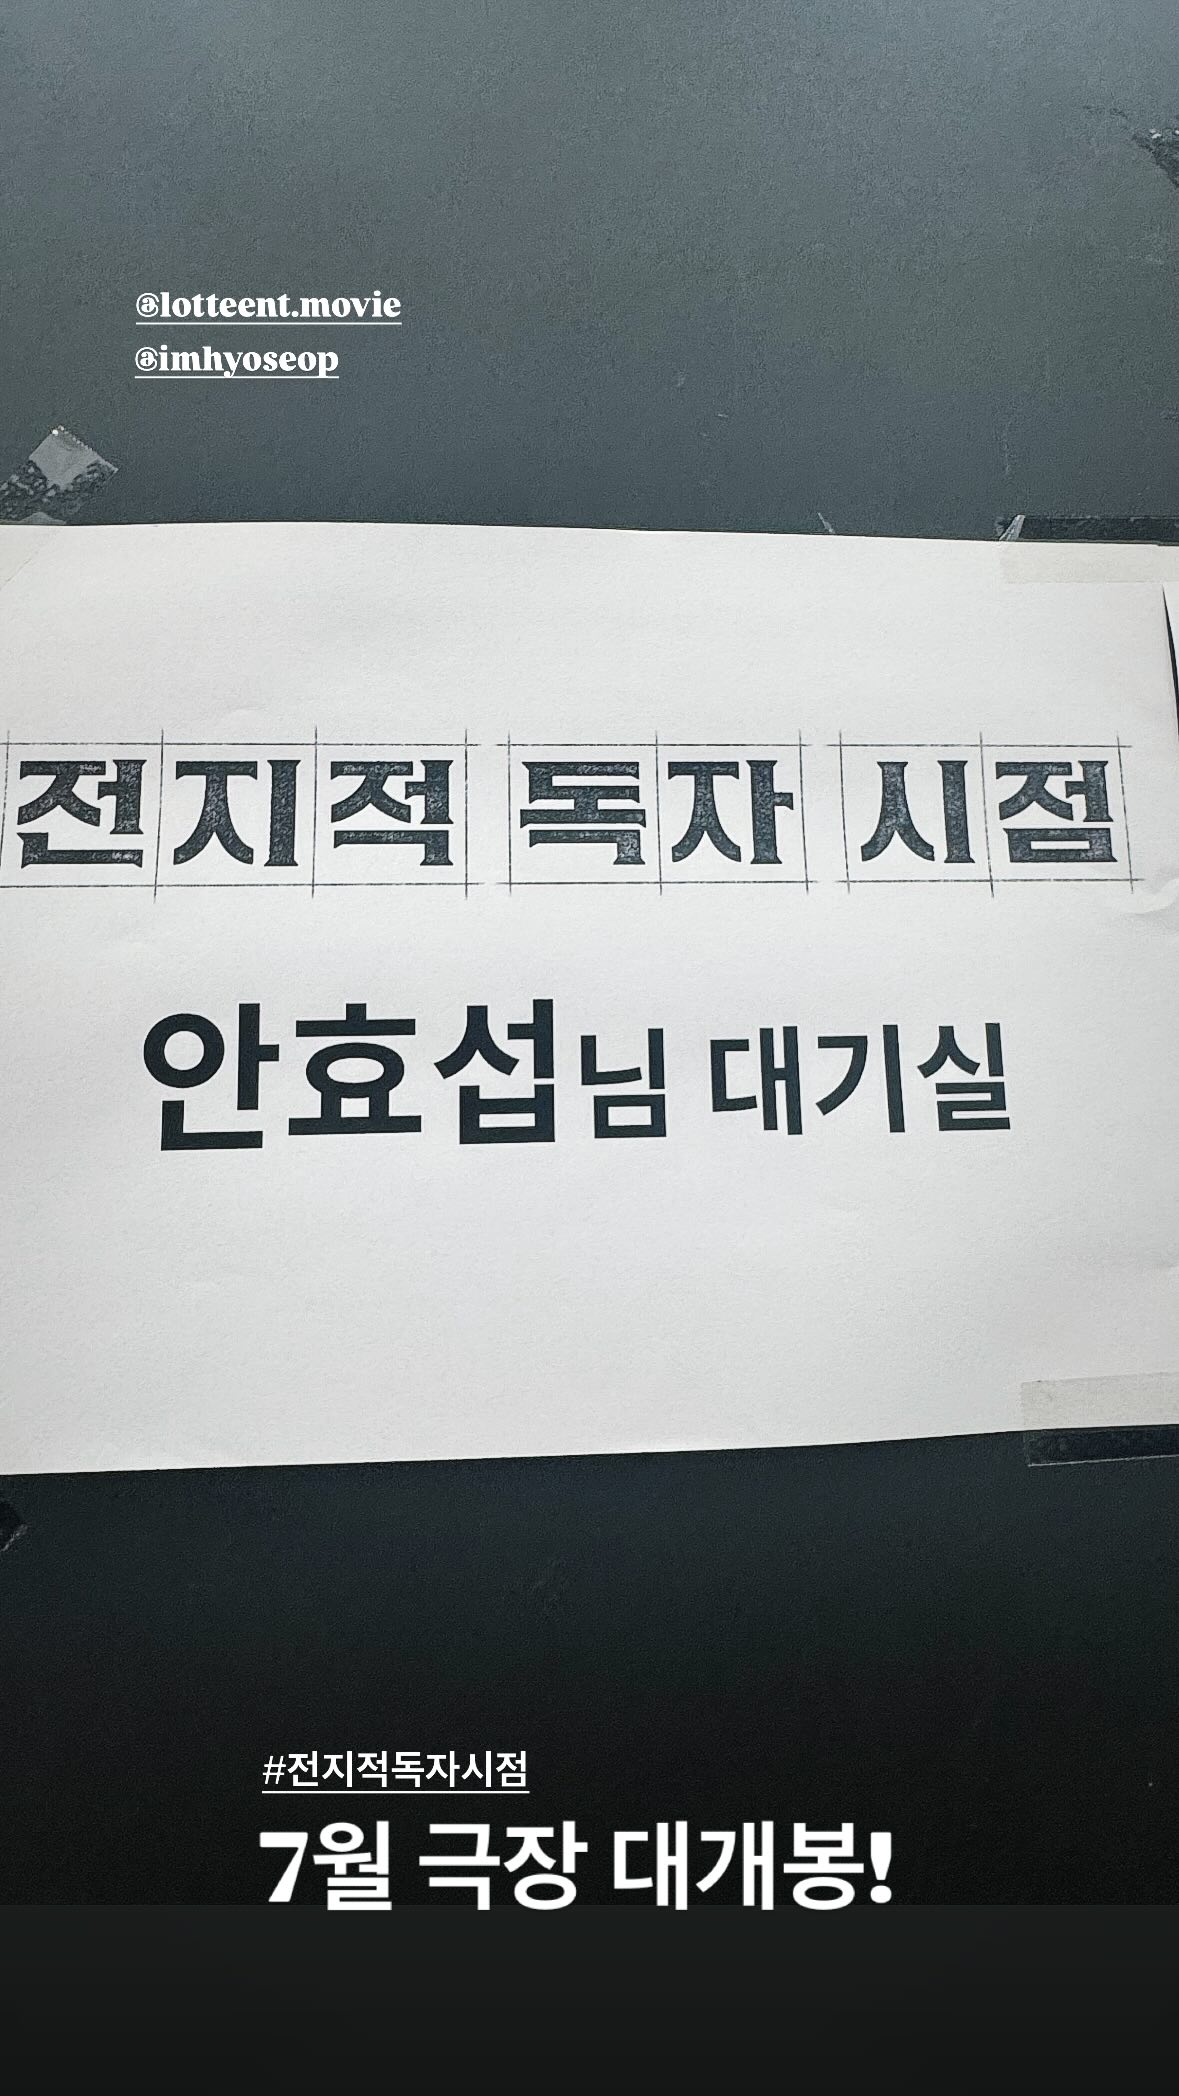 @lotteent.movie
@imhyoseop
전지적 독자 시점
안효섭님 대기실
#전지적독자시점
7월 극장 대개봉!